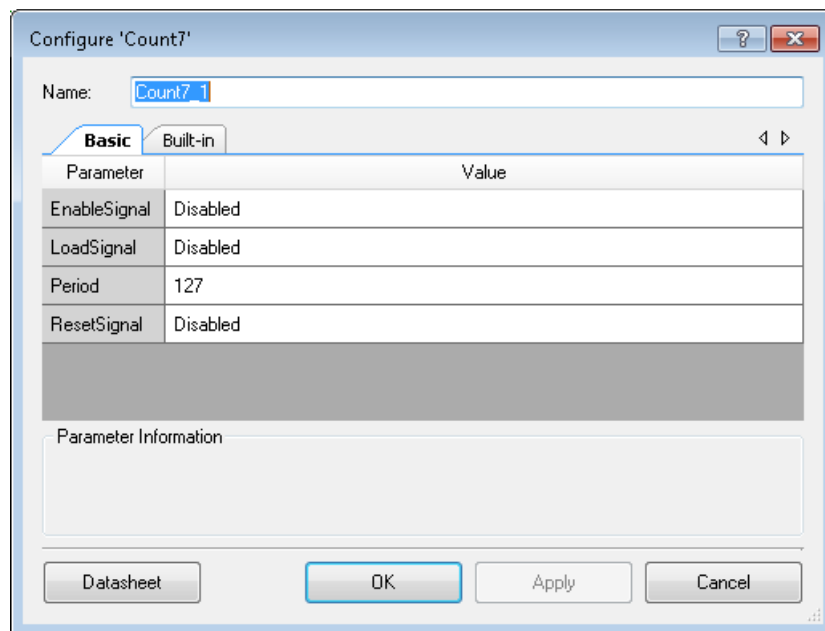 Configure 'Count7'
?
Name: Count7_1
Basic Built-in
Parameter Value
EnableSignal Disabled
LoadSignal Disabled
Period 127
ResetSignal Disabled
Parameter Information
Datasheet OK Apply Cancel